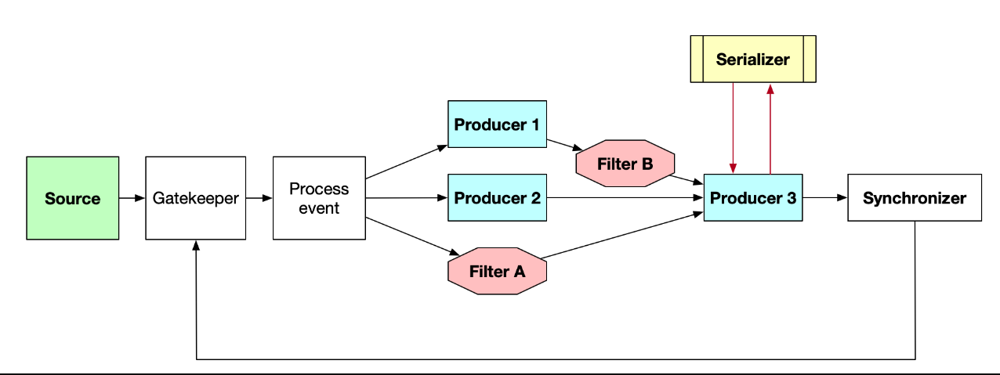 Serializer
Producer 1
Filter B
Source
Gatekeeper
Process
event
Producer 2
Producer 3
Synchronizer
Filter A